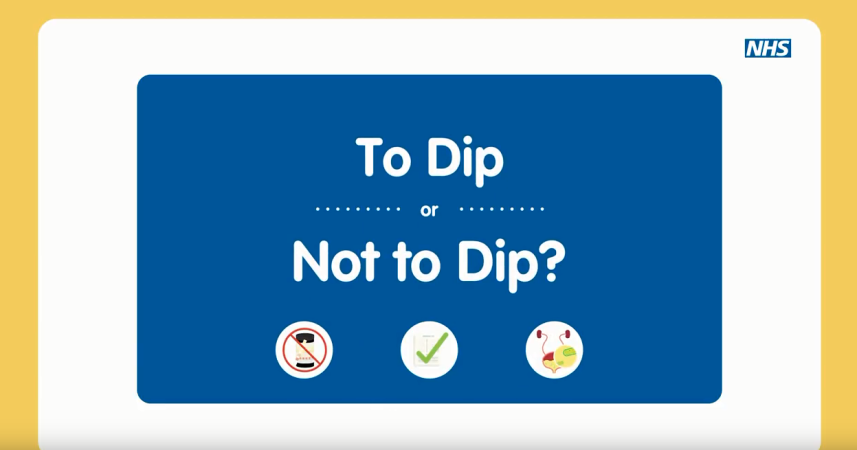 NHS
To Dip
or
Not to Dip?